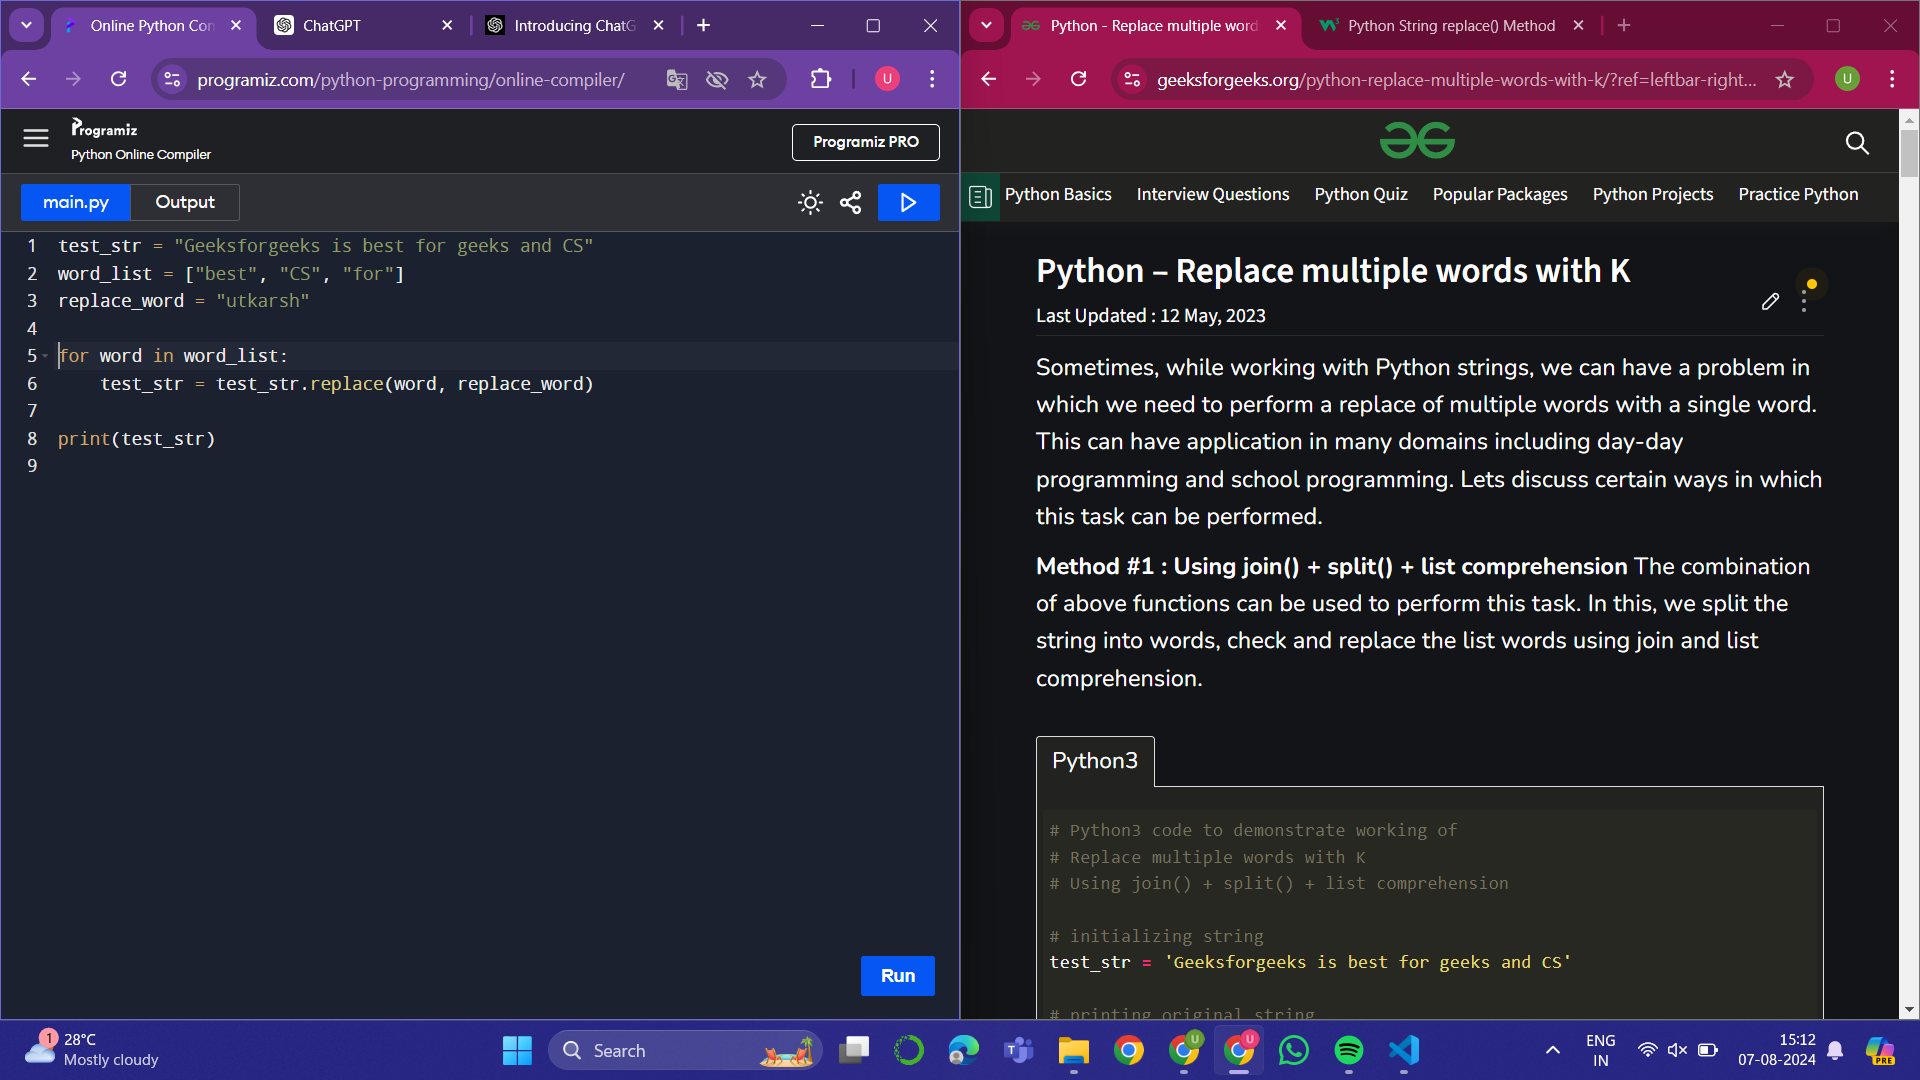 Online Python Con
ChatGPT
Introducing ChatG
programiz.com/python-programming/online-compiler/
U
Programiz
Python Online Compiler
Programiz PRO
main.py
Output
1 test_str = "Geeksforgeeks is best for geeks and CS"
2 word_list = ["best", "CS", "for"]
3 replace_word = "utkarsh"
4
5 for word in word_list:
6 test_str = test_str.replace(word, replace_word)
7
8 print(test_str)
9
Run
Python - Replace multiple word
Python String replace() Method
geeksforgeeks.org/python-replace-multiple-words-with-k/?ref=leftbar-right...
U
Python Basics
Interview Questions
Python Quiz
Popular Packages
Python Projects
Practice Python
Python – Replace multiple words with K
Last Updated : 12 May, 2023
Sometimes, while working with Python strings, we can have a problem in
which we need to perform a replace of multiple words with a single word.
This can have application in many domains including day-day
programming and school programming. Lets discuss certain ways in which
this task can be performed.
Method #1 : Using join() + split() + list comprehension The combination
of above functions can be used to perform this task. In this, we split the
string into words, check and replace the list words using join and list
comprehension.
Python3
# Python3 code to demonstrate working of
# Replace multiple words with K
# Using join() + split() + list comprehension
# initializing string
test_str = 'Geeksforgeeks is best for geeks and CS'
# printing original string
1
28°C
Mostly cloudy
Search
U
U
ENG
IN
15:12
07-08-2024
PRE